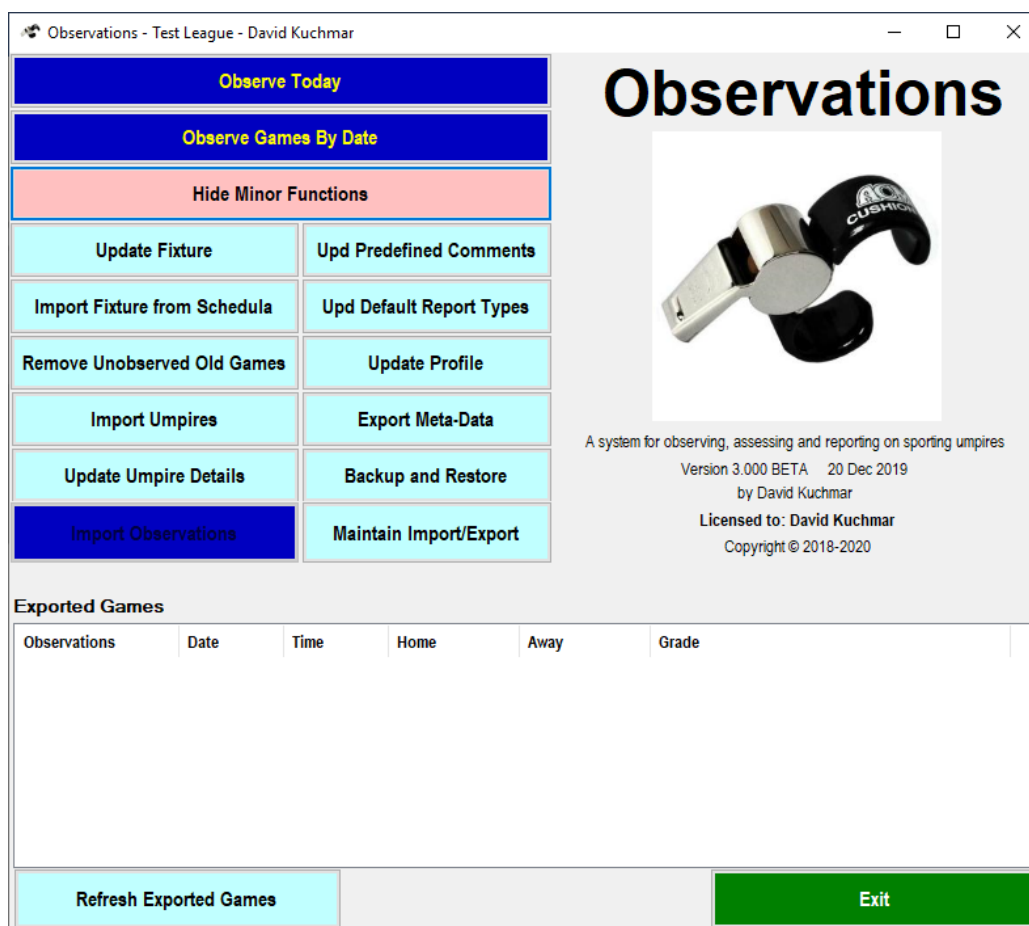 Observations - Test League - David Kuchmar
Observe Today
Observe Games By Date
Hide Minor Functions
Update Fixture
Upd Predefined Comments
Import Fixture from Schedula
Upd Default Report Types
Remove Unobserved Old Games
Update Profile
Import Umpires
Export Meta-Data
Update Umpire Details
Backup and Restore
Import Observations
Maintain Import/Export
Observations
CUSHION
A system for observing, assessing and reporting on sporting umpires
Version 3.000 BETA 20 Dec 2019
by David Kuchmar
Licensed to: David Kuchmar
Copyright © 2018-2020
Exported Games
Observations Date Time Home Away Grade
Refresh Exported Games
Exit